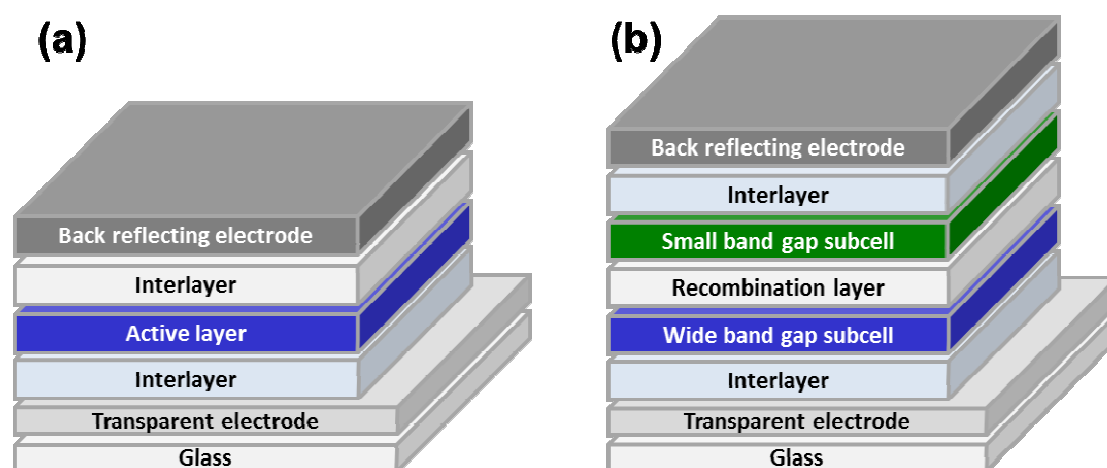 (a)
Back reflecting electrode
Interlayer
Active layer
Interlayer
Transparent electrode
Glass
(b)
Back reflecting electrode
Interlayer
Small band gap subcell
Recombination layer
Wide band gap subcell
Interlayer
Transparent electrode
Glass